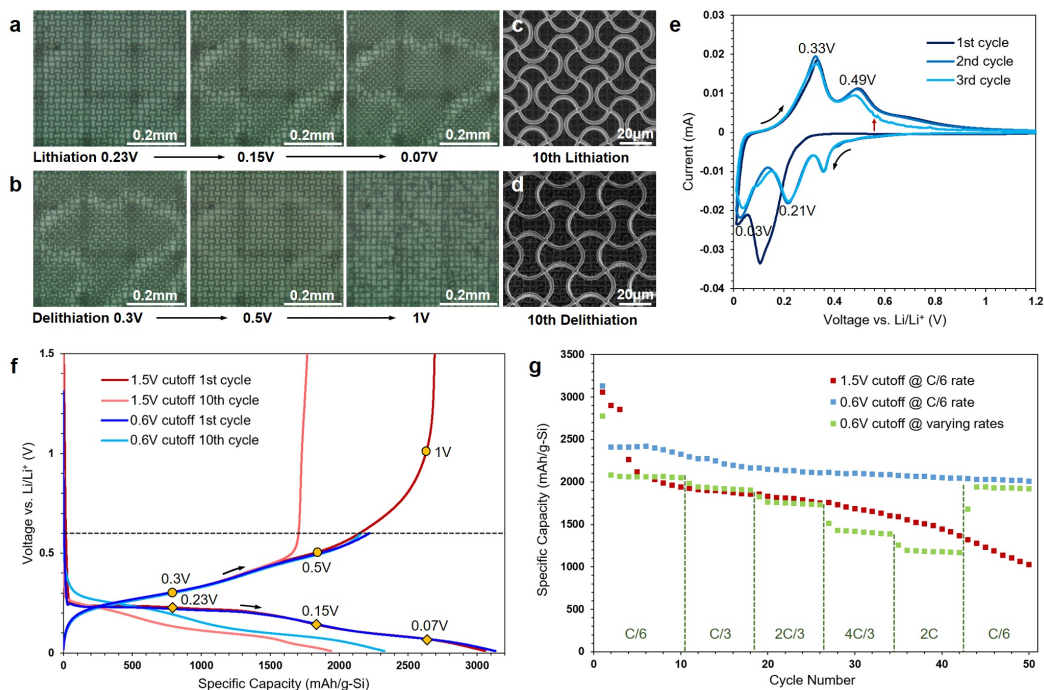 a
0.2mm
0.2mm
0.2mm
Lithiation 0.23V
0.15V
0.07V
b
0.2mm
0.2mm
0.2mm
Delithiation 0.3V
0.5V
1V
c
20μm
10th Lithiation
d
20μm
10th Delithiation
e
0.04
0.03
0.02
0.01
0
-0.01
-0.02
-0.03
-0.04
Current (mA)
0.33V
0.49V
0.21V
0.03V
1st cycle
2nd cycle
3rd cycle
0
0.2
0.4
0.6
0.8
1
1.2
Voltage vs. Li/Li⁺ (V)
f
1.5
1.0
0.5
0.0
Voltage vs. Li/Li⁺ (V)
1.5V cutoff 1st cycle
1.5V cutoff 10th cycle
0.6V cutoff 1st cycle
0.6V cutoff 10th cycle
1V
0.5V
0.3V
0.23V
0.15V
0.07V
0
500
1000
1500
2000
2500
3000
Specific Capacity (mAh/g-Si)
g
3500
3000
2500
2000
1500
1000
500
0
Specific Capacity (mAh/g-Si)
1.5V cutoff @ C/6 rate
0.6V cutoff @ C/6 rate
0.6V cutoff @ varying rates
C/6
C/3
2C/3
4C/3
2C
C/6
0
10
20
30
40
50
Cycle Number